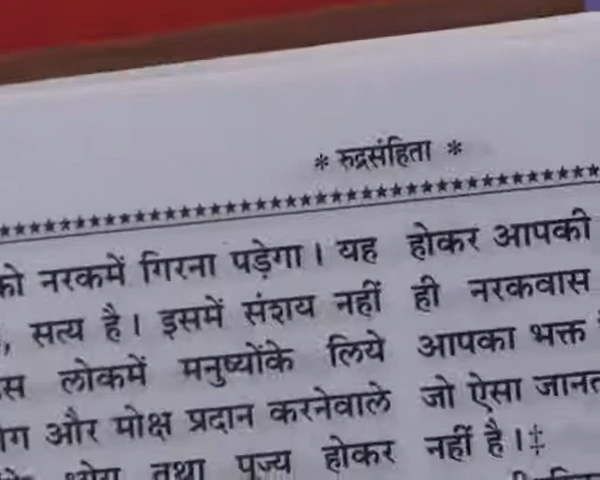 * रुद्रसंहिता *
को नरकमें गिरना पड़ेगा। यह
, सत्य है। इसमें संशय नहीं
लोकमें मनुष्योंके लिये
और मोक्ष प्रदान करनेवाले
भोग तथा पूज्य होकर
होकर आपकी
ही नरकवास
आपका भक्त
जो ऐसा
नहीं है।‡